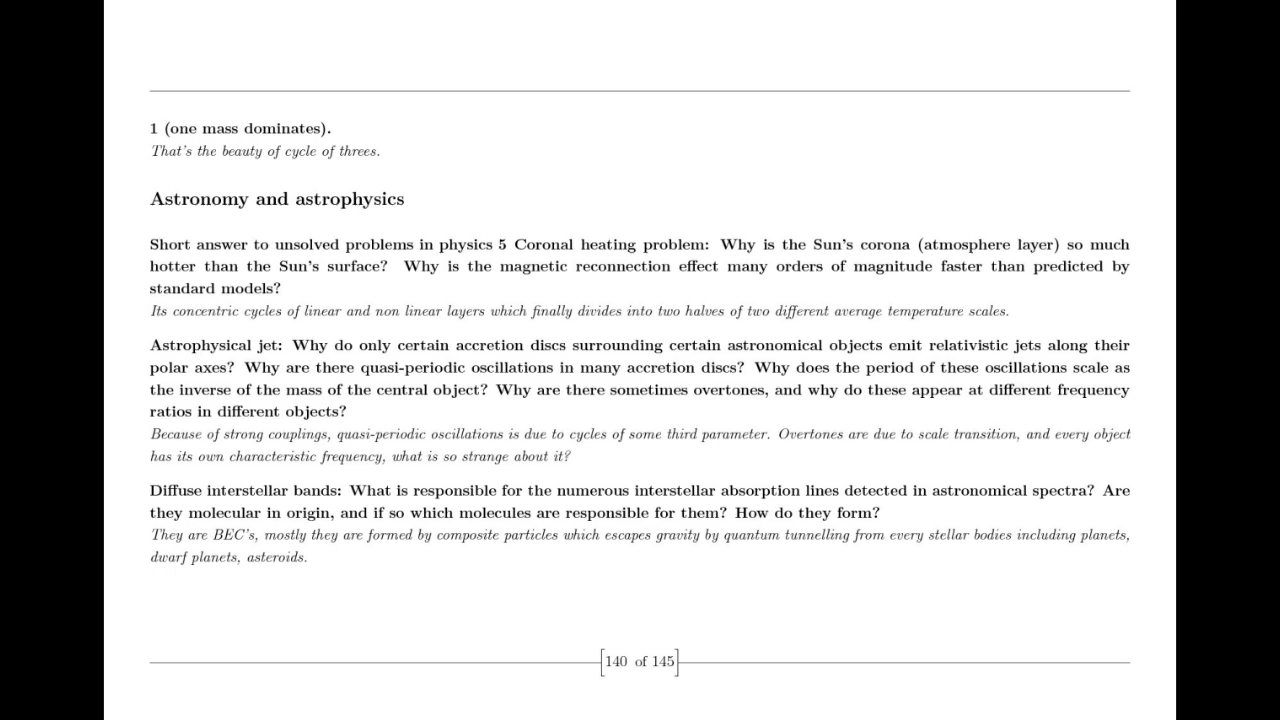 1 (one mass dominates).
That's the beauty of cycle of threes.
Astronomy and astrophysics
Short answer to unsolved problems in physics 5 Coronal heating problem: Why is the Sun's corona (atmosphere layer) so much
hotter than the Sun's surface? Why is the magnetic reconnection effect many orders of magnitude faster than predicted by
standard models?
Its concentric cycles of linear and non linear layers which finally divides into two halves of two different average temperature scales.
Astrophysical jet: Why do only certain accretion discs surrounding certain astronomical objects emit relativistic jets along their
polar axes? Why are there quasi-periodic oscillations in many accretion discs? Why does the period of these oscillations scale as
the inverse of the mass of the central object? Why are there sometimes overtones, and why do these appear at different frequency
ratios in different objects?
Because of strong couplings, quasi-periodic oscillations is due to cycles of some third parameter. Overtones are due to scale transition, and every object
has its own characteristic frequency, what is so strange about it?
Diffuse interstellar bands: What is responsible for the numerous interstellar absorption lines detected in astronomical spectra? Are
they molecular in origin, and if so which molecules are responsible for them? How do they form?
They are BEC's, mostly they are formed by composite particles which escapes gravity by quantum tunnelling from every stellar bodies including planets,
dwarf planets, asteroids.
140 of 145